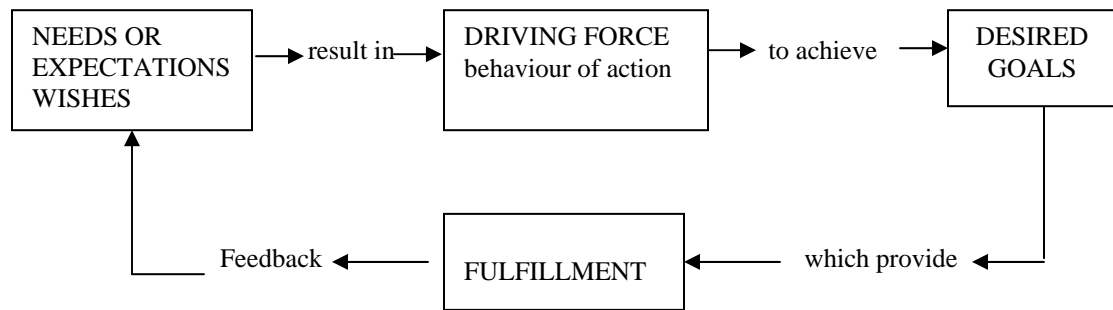 NEEDS OR
EXPECTATIONS
WISHES
result in
DRIVING FORCE
behaviour of action
to achieve
DESIRED
GOALS
which provide
FULFILLMENT
Feedback